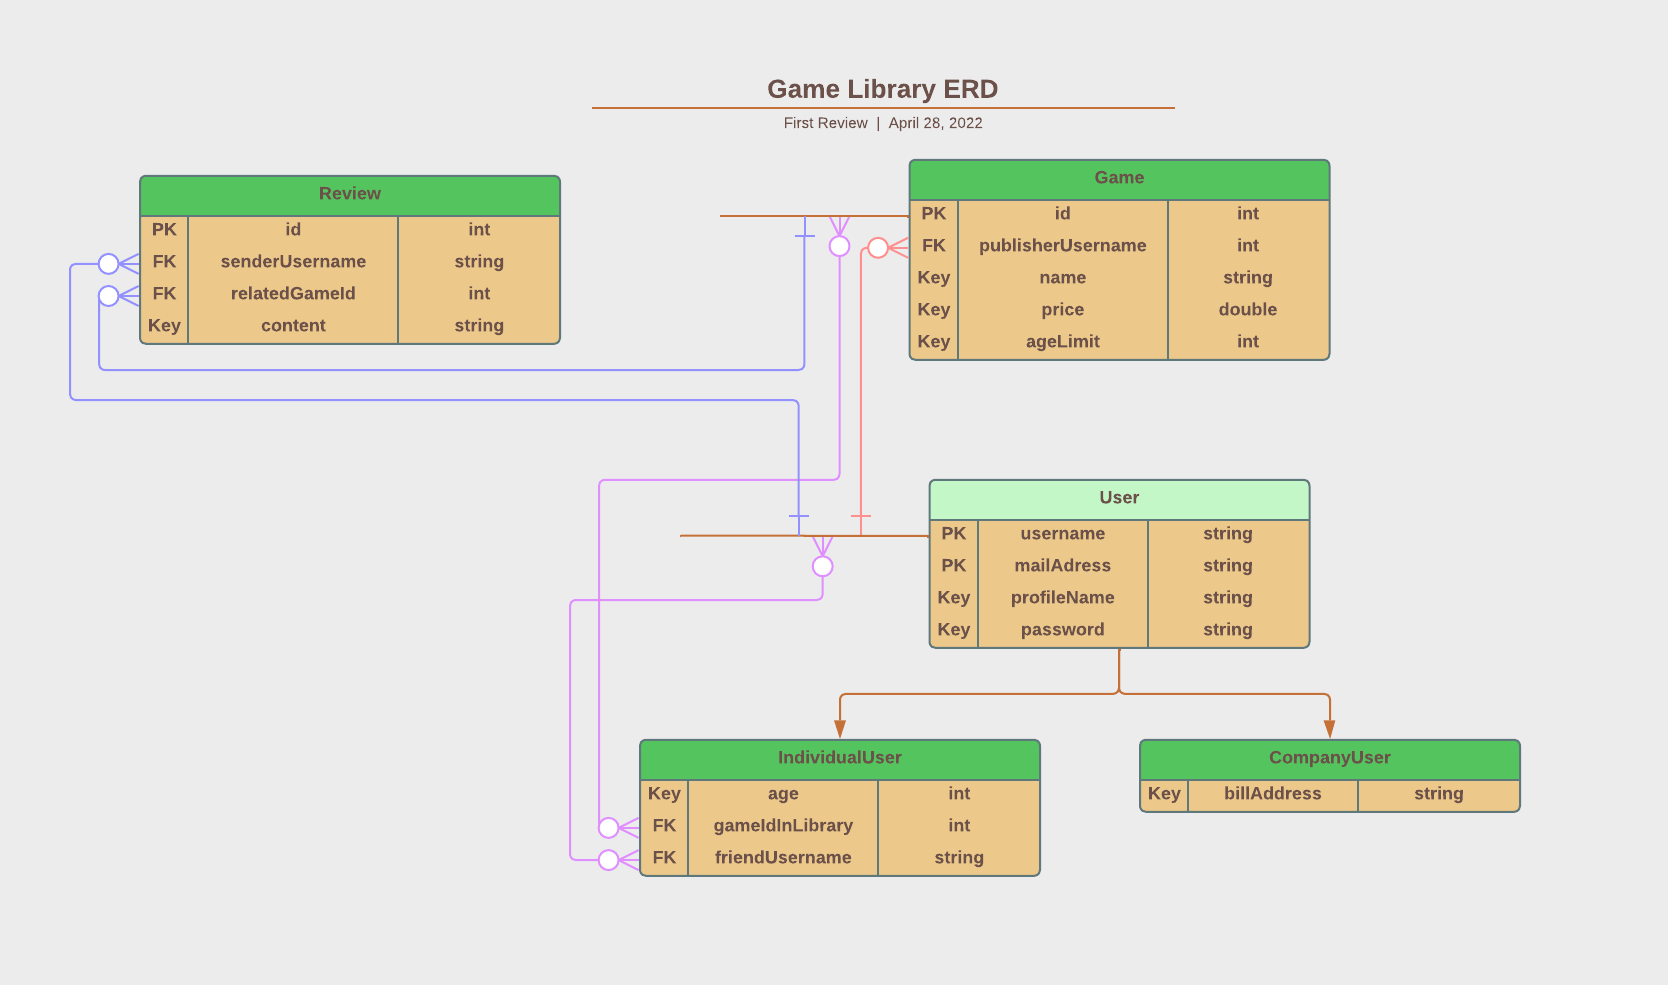 Game Library ERD
First Review | April 28, 2022
Review
PK id int
FK senderUsername string
FK relatedGameId int
Key content string
Game
PK id int
FK publisherUsername int
Key name string
Key price double
Key ageLimit int
User
PK username string
PK mailAdress string
Key profileName string
Key password string
IndividualUser
Key age int
FK gameIdInLibrary int
FK friendUsername string
CompanyUser
Key billAddress string